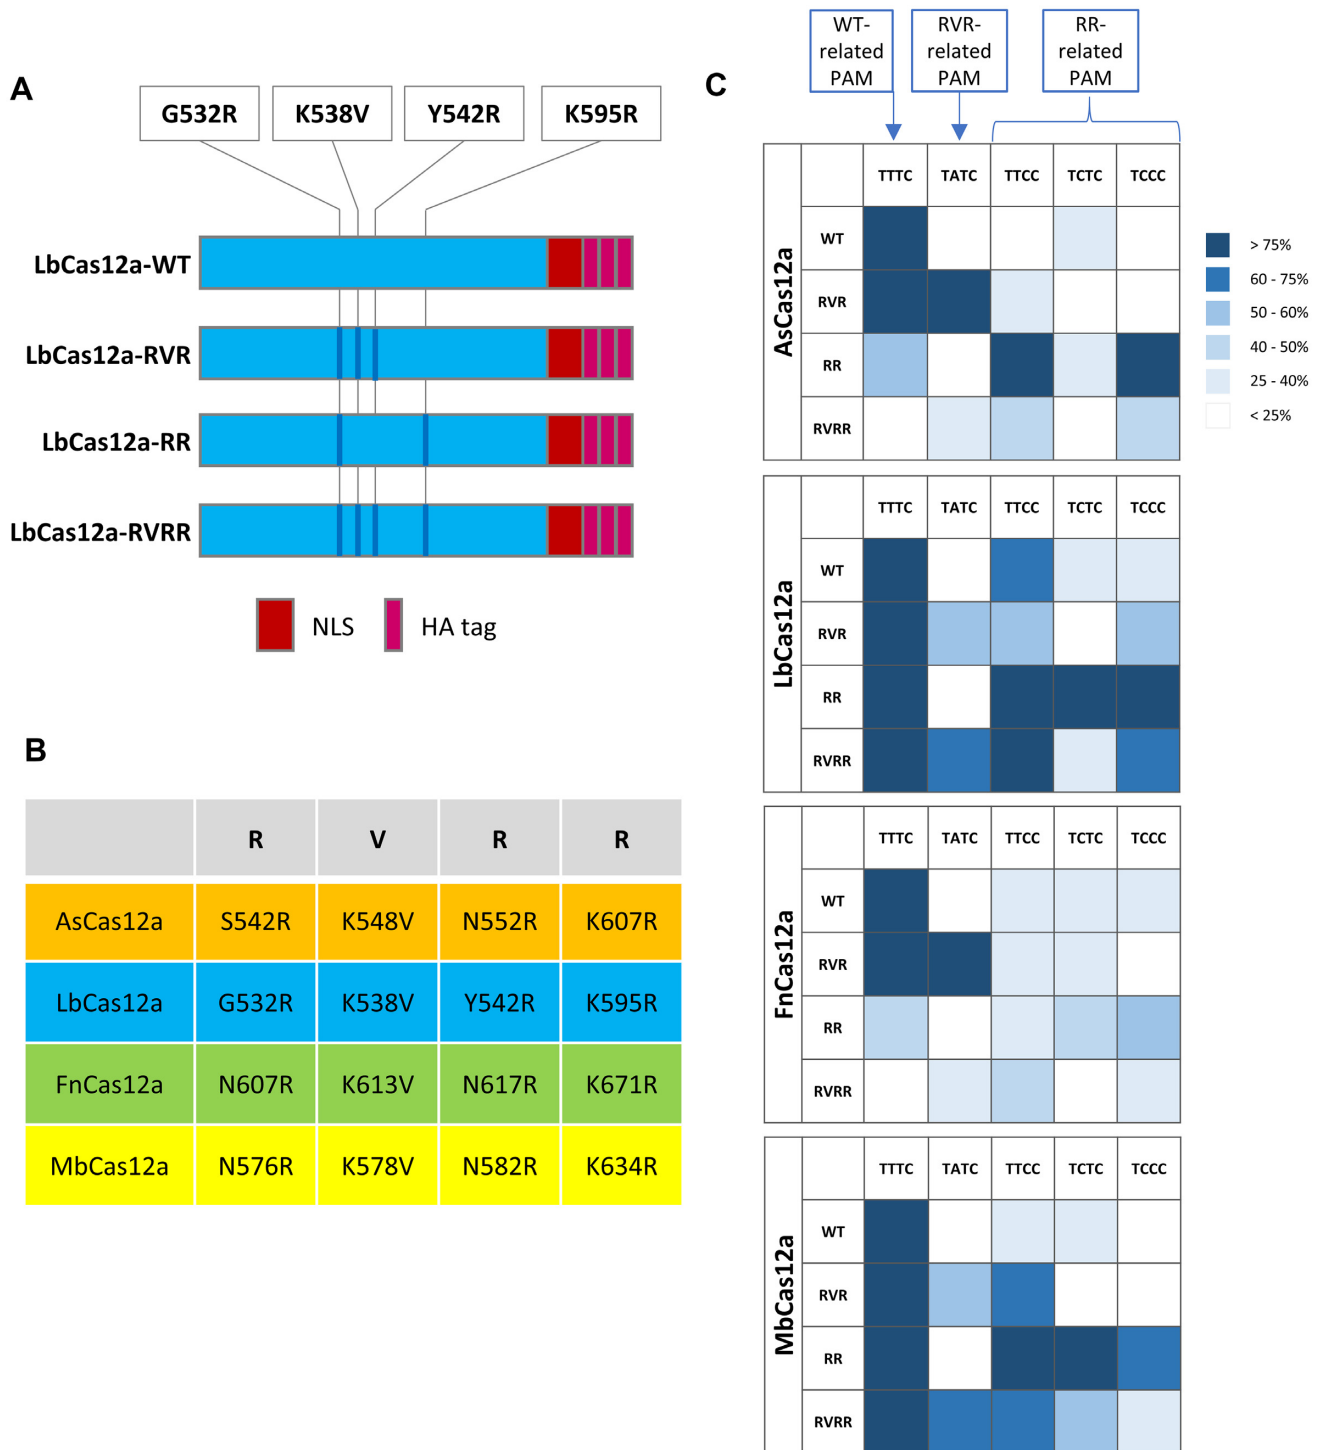 A
G532R K538V Y542R K595R
LbCas12a-WT
LbCas12a-RVR
LbCas12a-RR
LbCas12a-RVRR
NLS HA tag
B
R V R R
AsCas12a S542R K548V N552R K607R
LbCas12a G532R K538V Y542R K595R
FnCas12a N607R K613V N617R K671R
MbCas12a N576R K578V N582R K634R
C
WT-
related
PAM
RVR-
related
PAM
RR-
related
PAM
AsCas12a
TTTC TATC TTCC TCTC TCCC
WT
RVR
RR
RVRR
> 75%
60 - 75%
50 - 60%
40 - 50%
25 - 40%
< 25%
LbCas12a
TTTC TATC TTCC TCTC TCCC
WT
RVR
RR
RVRR
FnCas12a
TTTC TATC TTCC TCTC TCCC
WT
RVR
RR
RVRR
MbCas12a
TTTC TATC TTCC TCTC TCCC
WT
RVR
RR
RVRR